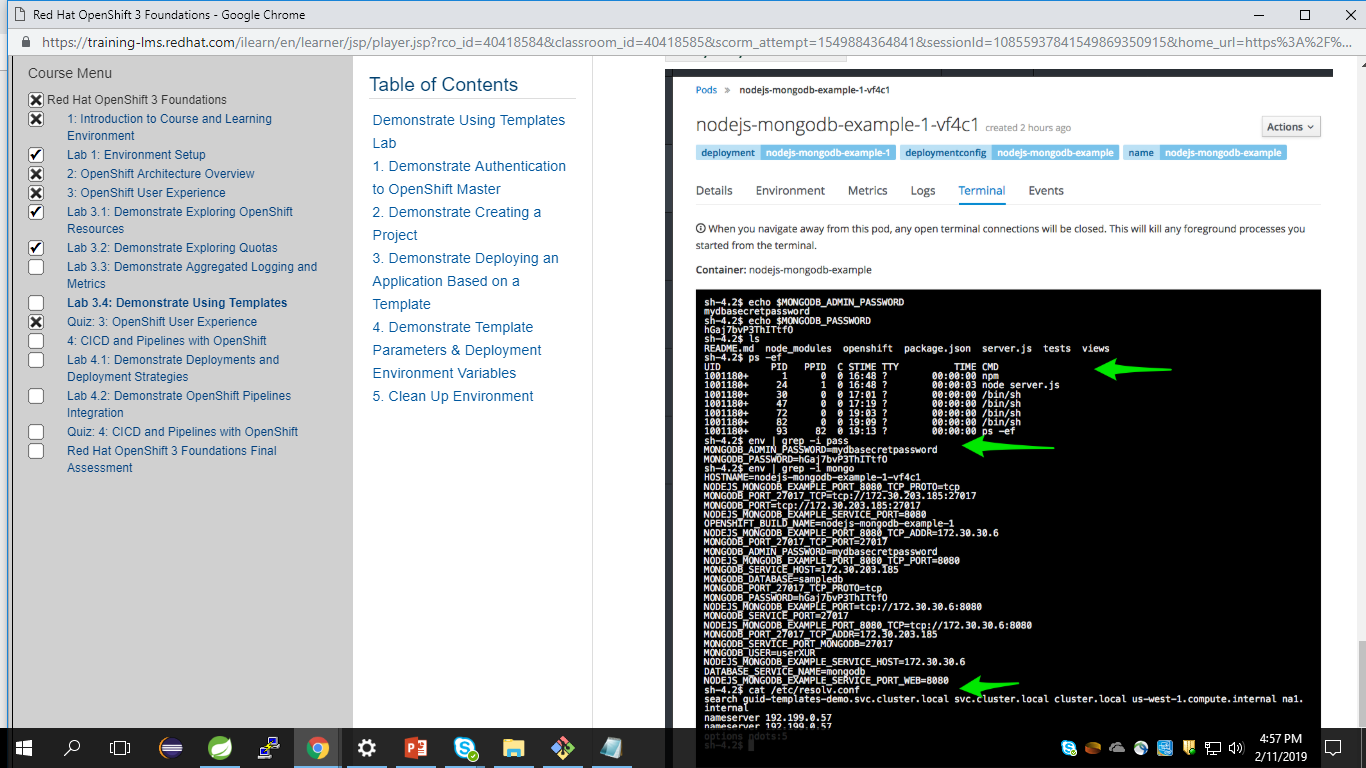 Red Hat OpenShift 3 Foundations - Google Chrome
https://training-lms.redhat.com/ilearn/en/learner/jsp/player.jsp?rco_id=40418584&classroom_id=40418585&scorm_attempt=1549884364841&sessionId=10855937841549869350915&home_url=https%3A%2F%...
Course Menu
Red Hat OpenShift 3 Foundations
1: Introduction to Course and Learning
Environment
Lab 1: Environment Setup
2: OpenShift Architecture Overview
3: OpenShift User Experience
Lab 3.1: Demonstrate Exploring OpenShift
Resources
Lab 3.2: Demonstrate Exploring Quotas
Lab 3.3: Demonstrate Aggregated Logging and
Metrics
Lab 3.4: Demonstrate Using Templates
Quiz: 3: OpenShift User Experience
4: CICD and Pipelines with OpenShift
Lab 4.1: Demonstrate Deployments and
Deployment Strategies
Lab 4.2: Demonstrate OpenShift Pipelines
Integration
Quiz: 4: CICD and Pipelines with OpenShift
Red Hat OpenShift 3 Foundations Final
Assessment
Table of Contents
Demonstrate Using Templates
Lab
1. Demonstrate Authentication
to OpenShift Master
2. Demonstrate Creating a
Project
3. Demonstrate Deploying an
Application Based on a
Template
4. Demonstrate Template
Parameters & Deployment
Environment Variables
5. Clean Up Environment
Pods » nodejs-mongodb-example-1-vf4c1
nodejs-mongodb-example-1-vf4c1 created 2 hours ago
Actions
deployment nodejs-mongodb-example-1 deploymentconfig nodejs-mongodb-example name nodejs-mongodb-example
Details Environment Metrics Logs Terminal Events
When you navigate away from this pod, any open terminal connections will be closed. This will kill any foreground processes you
started from the terminal.
Container: nodejs-mongodb-example
sh-4.2$ echo $MONGODB_ADMIN_PASSWORD
mydbasecretpassword
sh-4.2$ echo $MONGODB_PASSWORD
hGaj7bvP3ThITtfO
sh-4.2$ ls
README.md node_modules openshift package.json server.js tests views
sh-4.2$ ps -ef
UID PID PPID C STIME TTY TIME CMD
1001180+ 1 0 0 16:48 ? 00:00:00 npm
1001180+ 24 1 0 16:48 ? 00:00:03 node server.js
1001180+ 30 0 0 17:01 ? 00:00:00 /bin/sh
1001180+ 47 0 0 17:19 ? 00:00:00 /bin/sh
1001180+ 72 0 0 19:03 ? 00:00:00 /bin/sh
1001180+ 82 0 0 19:09 ? 00:00:00 /bin/sh
1001180+ 93 82 0 19:13 ? 00:00:00 ps -ef
sh-4.2$ env | grep -i pass
MONGODB_ADMIN_PASSWORD=mydbasecretpassword
MONGODB_PASSWORD=hGaj7bvP3ThITtfO
sh-4.2$ env | grep -i mongo
HOSTNAME=nodejs-mongodb-example-1-vf4c1
NODEJS_MONGODB_EXAMPLE_PORT_8080_TCP_PROTO=tcp
MONGODB_PORT_27017_TCP=tcp://172.30.203.185:27017
MONGODB_PORT=tcp://172.30.203.185:27017
NODEJS_MONGODB_EXAMPLE_SERVICE_PORT=8080
OPENSHIFT_BUILD_NAME=nodejs-mongodb-example-1
NODEJS_MONGODB_EXAMPLE_PORT_8080_TCP_ADDR=172.30.30.6
MONGODB_PORT_27017_TCP_PORT=27017
MONGODB_ADMIN_PASSWORD=mydbasecretpassword
NODEJS_MONGODB_EXAMPLE_PORT_8080_TCP_PORT=8080
MONGODB_SERVICE_HOST=172.30.203.185
MONGODB_DATABASE=sampledb
MONGODB_PORT_27017_TCP_PROTO=tcp
MONGODB_PASSWORD=hGaj7bvP3ThITtfO
NODEJS_MONGODB_EXAMPLE_PORT=tcp://172.30.30.6:8080
MONGODB_SERVICE_PORT=27017
NODEJS_MONGODB_EXAMPLE_PORT_8080_TCP=tcp://172.30.30.6:8080
MONGODB_PORT_27017_TCP_ADDR=172.30.203.185
MONGODB_SERVICE_PORT_MONGODB=27017
MONGODB_USER=userXUR
NODEJS_MONGODB_EXAMPLE_SERVICE_HOST=172.30.30.6
DATABASE_SERVICE_NAME=mongodb
NODEJS_MONGODB_EXAMPLE_SERVICE_PORT_WEB=8080
sh-4.2$ cat /etc/resolv.conf
search guid-templates-demo.svc.cluster.local svc.cluster.local cluster.local us-west-1.compute.internal na1.
internal
nameserver 192.199.0.57
nameserver 192.199.0.57
options ndots:5
sh-4.2$
4:57 PM
2/11/2019